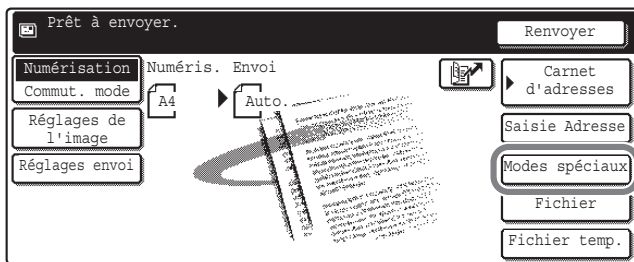 Prêt à envoyer.
Renvoyer
Numérisation
Commut. mode
Numéris. Envoi
A4
Auto.
Réglages de
l'image
Réglages envoi
Carnet
d'adresses
Saisie Adresse
Modes spéciaux
Fichier
Fichier temp.